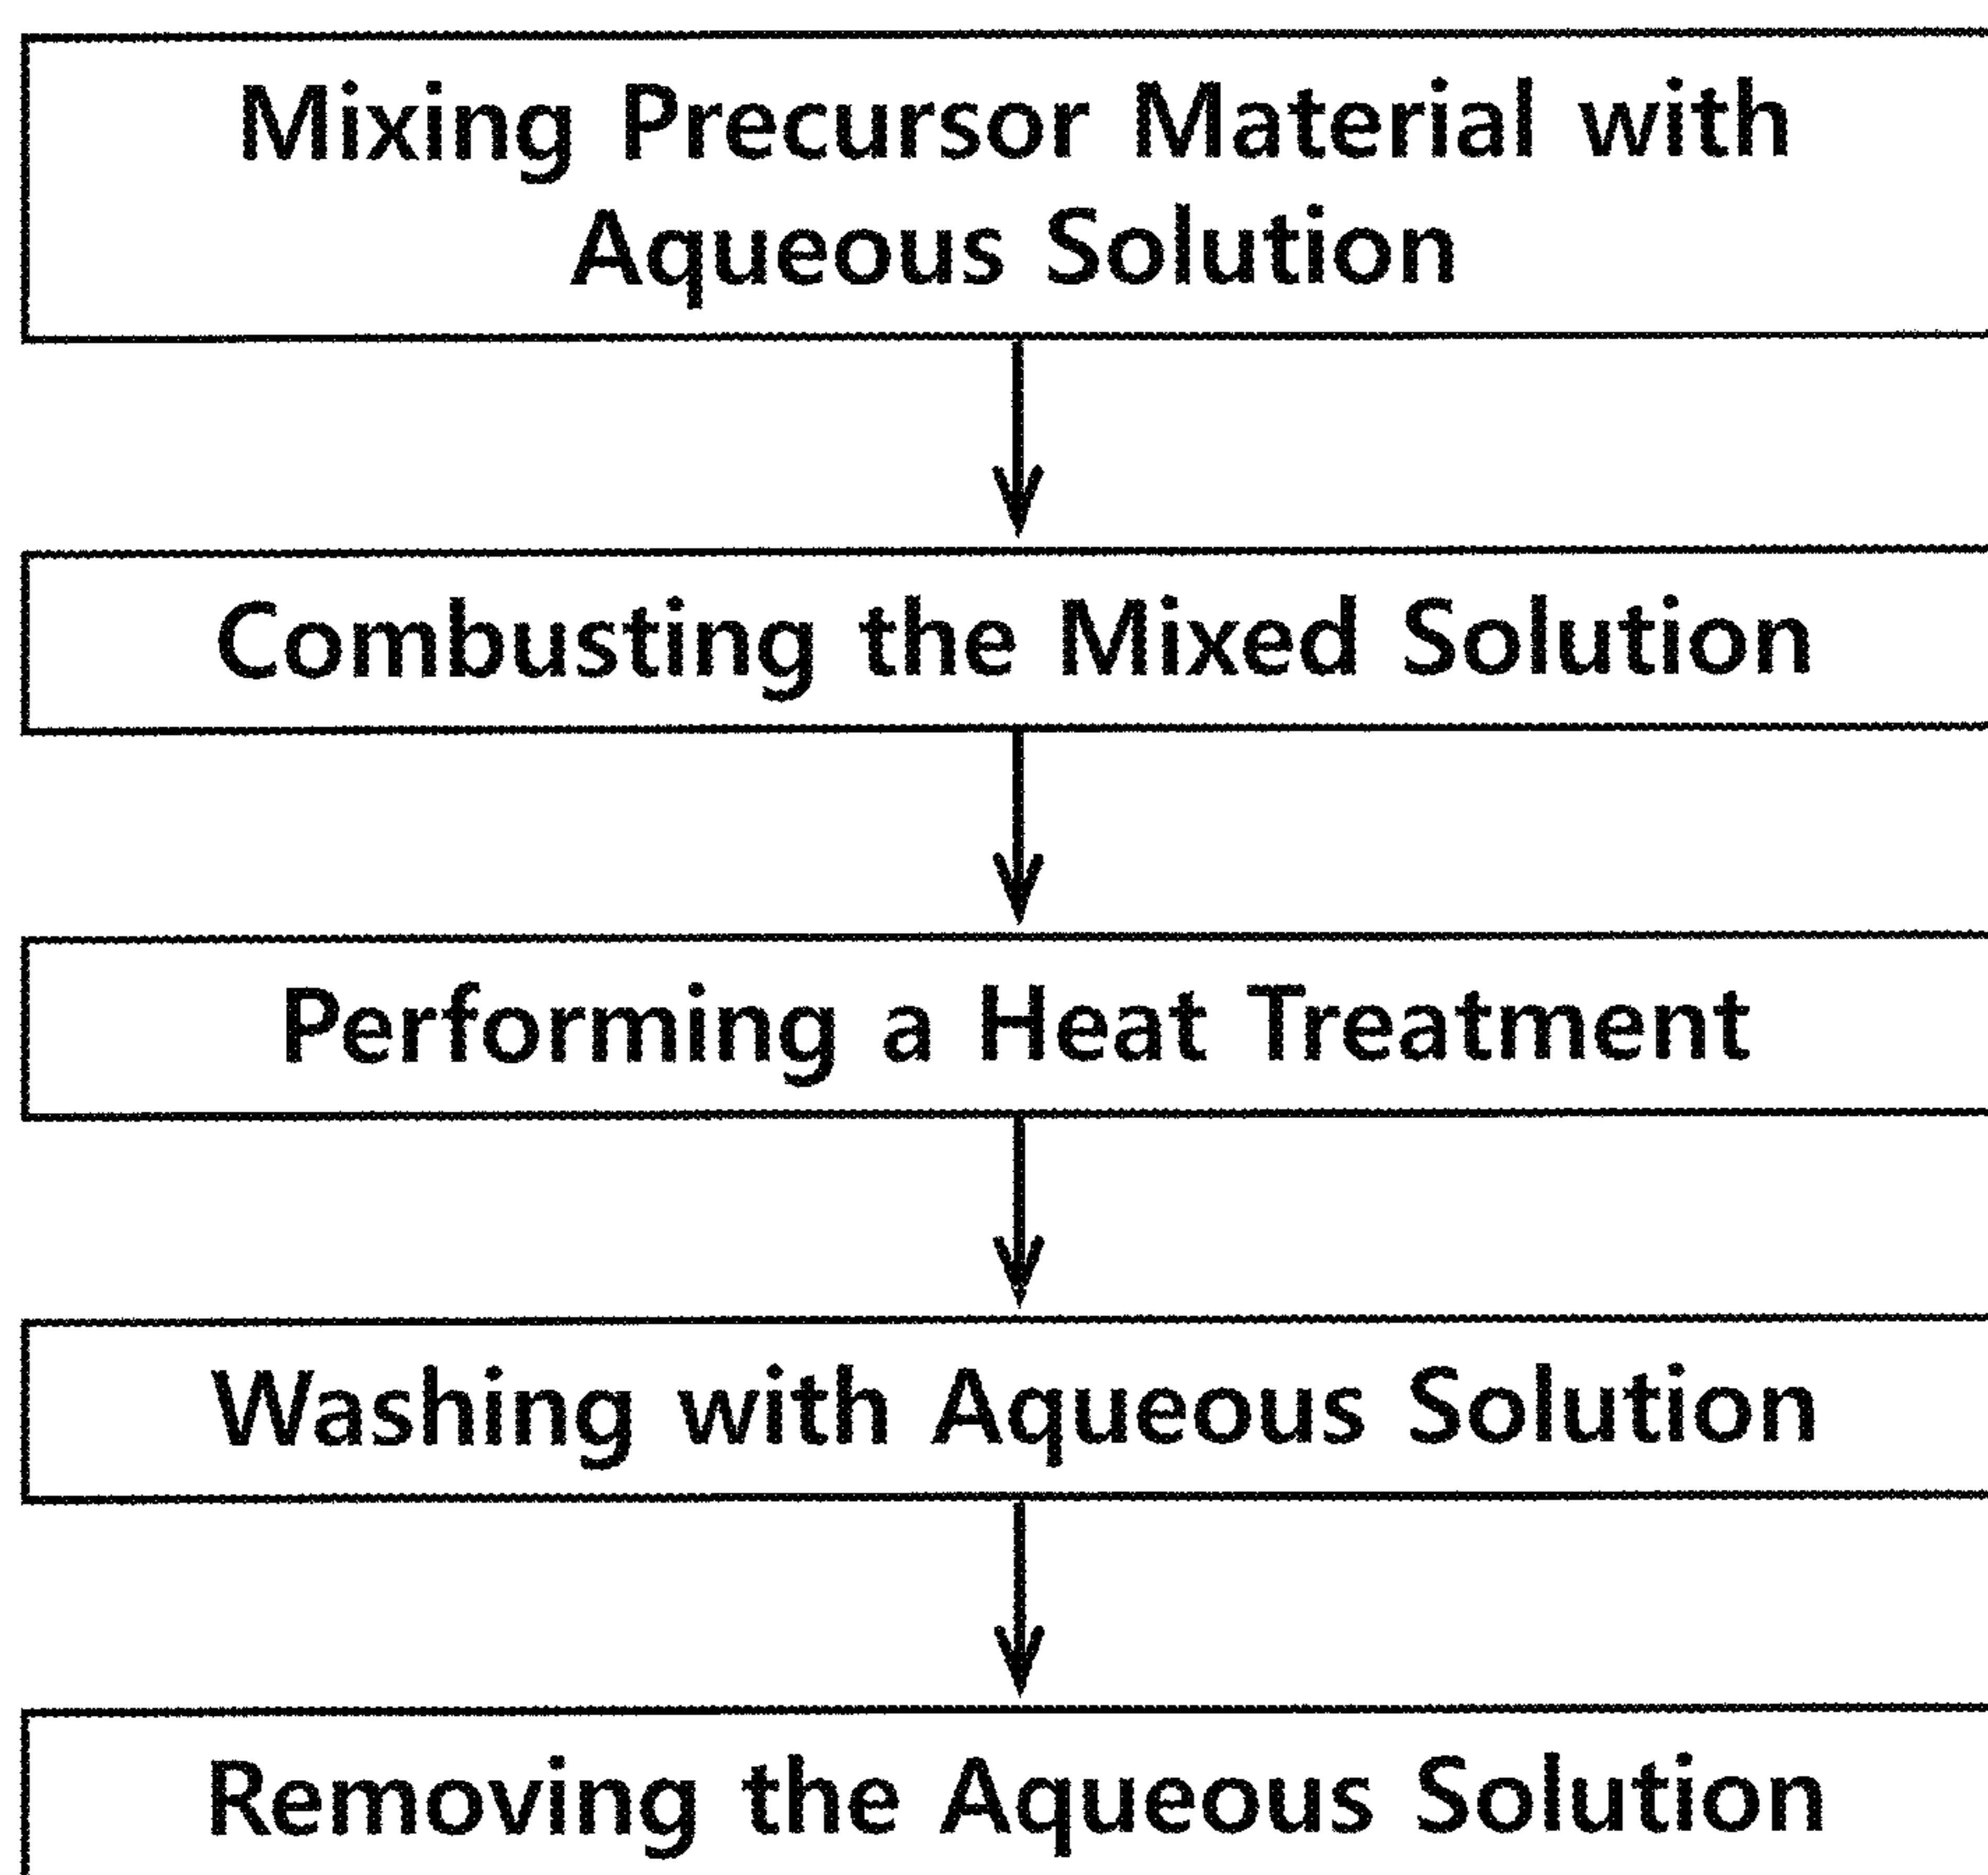 Mixing Precursor Material with
Aqueous Solution
Combusting the Mixed Solution
Performing a Heat Treatment
Washing with Aqueous Solution
Removing the Aqueous Solution